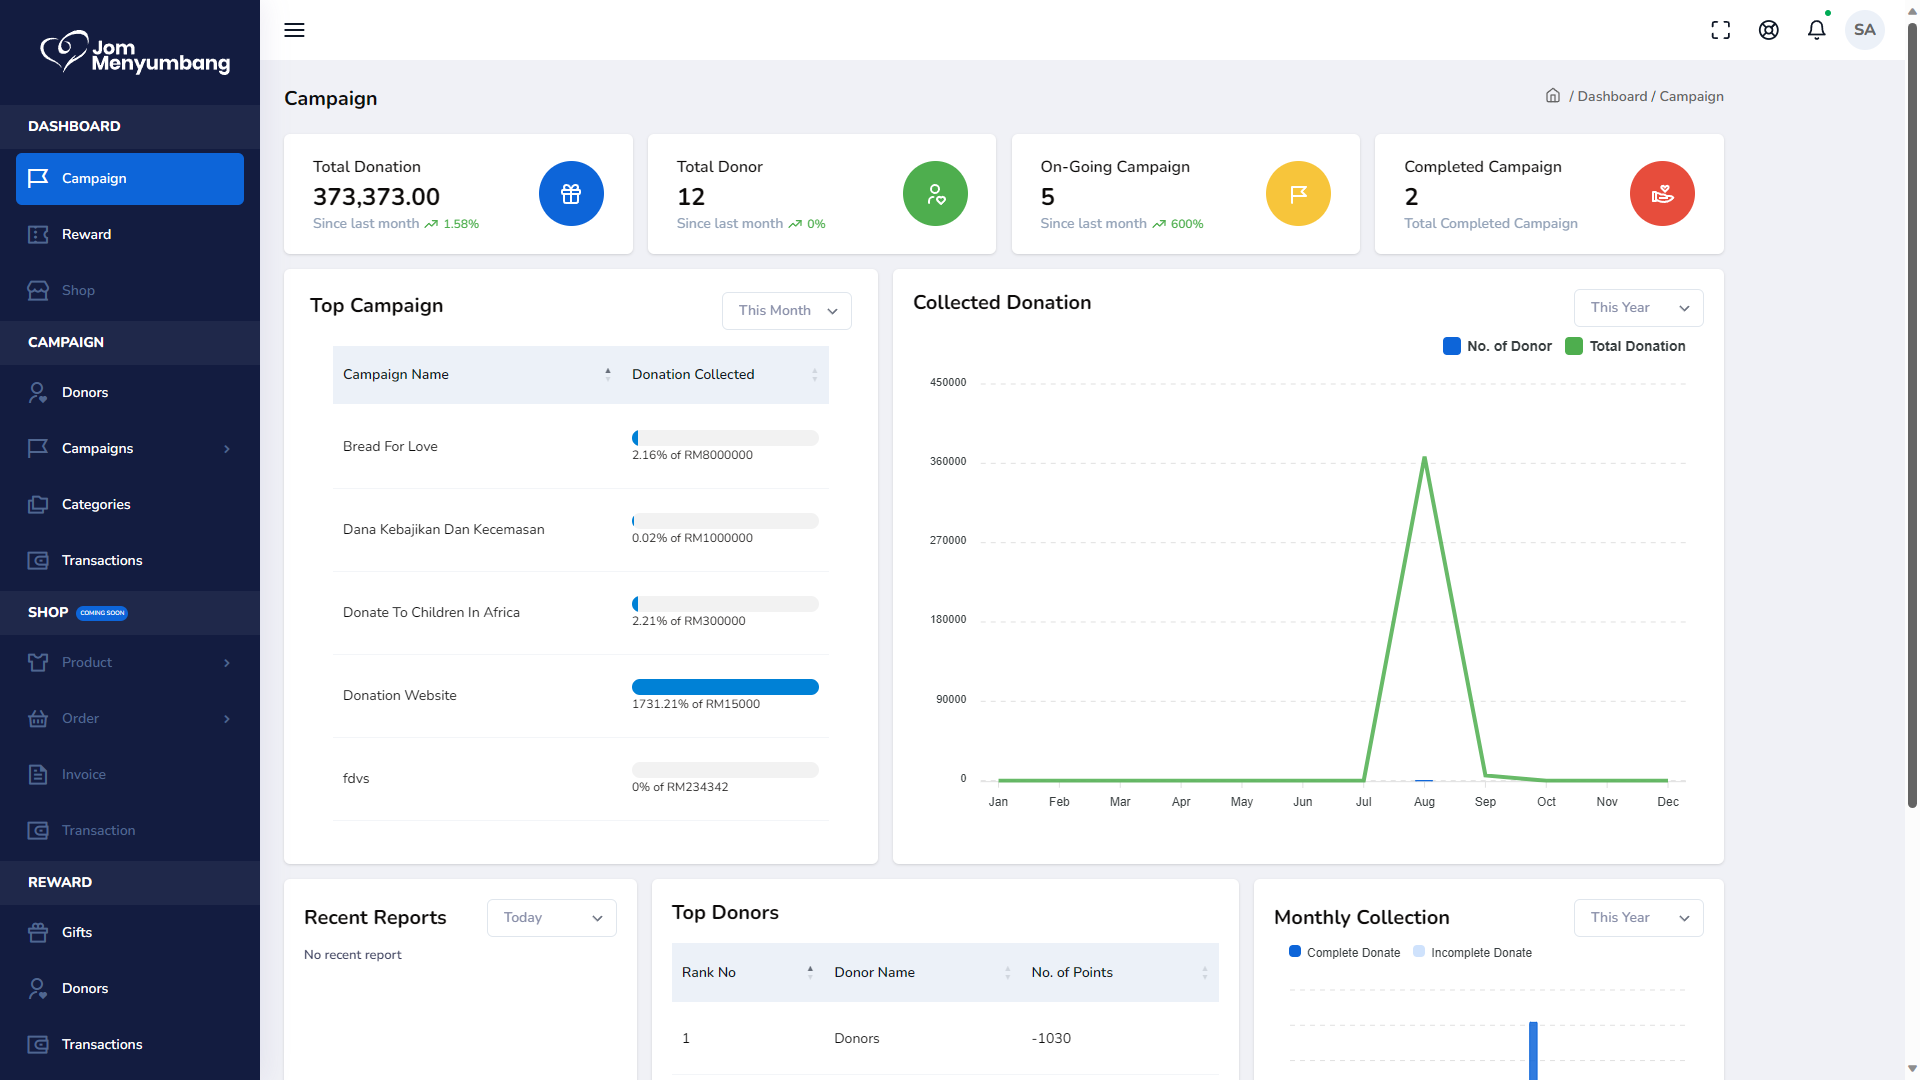 Jom
Menyumbang
DASHBOARD
Campaign
Reward
Shop
CAMPAIGN
Donors
Campaigns
Categories
Transactions
SHOP COMING SOON
Product
Order
Invoice
Transaction
REWARD
Gifts
Donors
Transactions
SA
Campaign
/ Dashboard / Campaign
Total Donation
373,373.00
Since last month 1.58%
Total Donor
12
Since last month 0%
On-Going Campaign
5
Since last month 600%
Completed Campaign
2
Total Completed Campaign
Top Campaign
This Month
Campaign Name Donation Collected
Bread For Love
2.16% of RM8000000
Dana Kebajikan Dan Kecemasan
0.02% of RM1000000
Donate To Children In Africa
2.21% of RM300000
Donation Website
1731.21% of RM15000
fdvs
0% of RM234342
Collected Donation
This Year
No. of Donor Total Donation
450000
360000
270000
180000
90000
0
Jan Feb Mar Apr May Jun Jul Aug Sep Oct Nov Dec
Recent Reports
Today
No recent report
Top Donors
Rank No Donor Name No. of Points
1 Donors -1030
Monthly Collection
This Year
Complete Donate Incomplete Donate